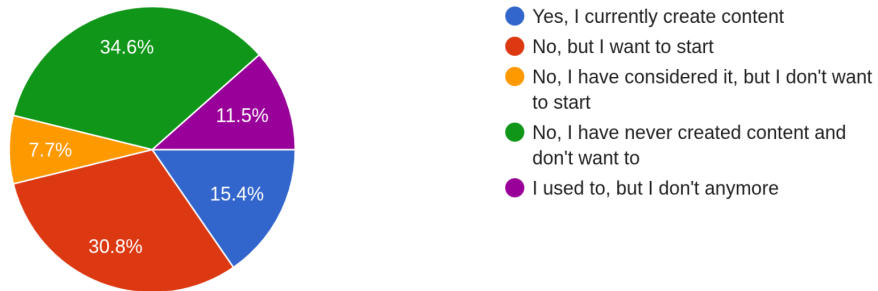 34.6%
11.5%
7.7%
15.4%
30.8%
Yes, I currently create content
No, but I want to start
No, I have considered it, but I don't want
to start
No, I have never created content and
don't want to
I used to, but I don't anymore